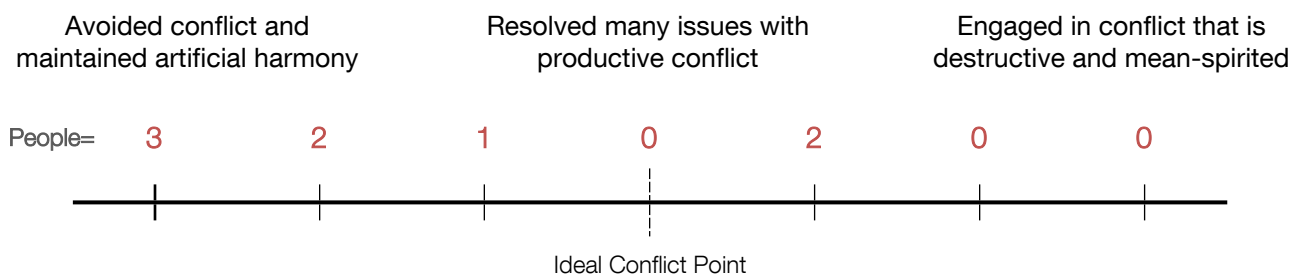 Avoided conflict and
maintained artificial harmony
Resolved many issues with
productive conflict
Engaged in conflict that is
destructive and mean-spirited
People= 3 2 1 0 2 0 0
Ideal Conflict Point